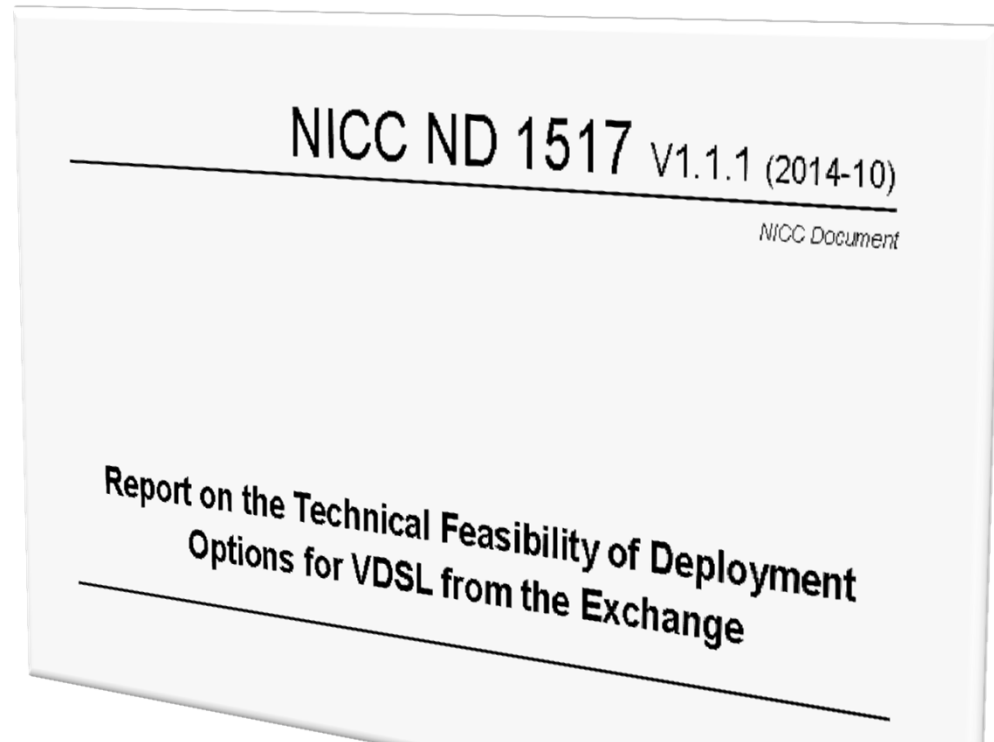 NICC ND 1517 V1.1.1 (2014-10)
NICC Document
Report on the Technical Feasibility of Deployment
Options for VDSL from the Exchange